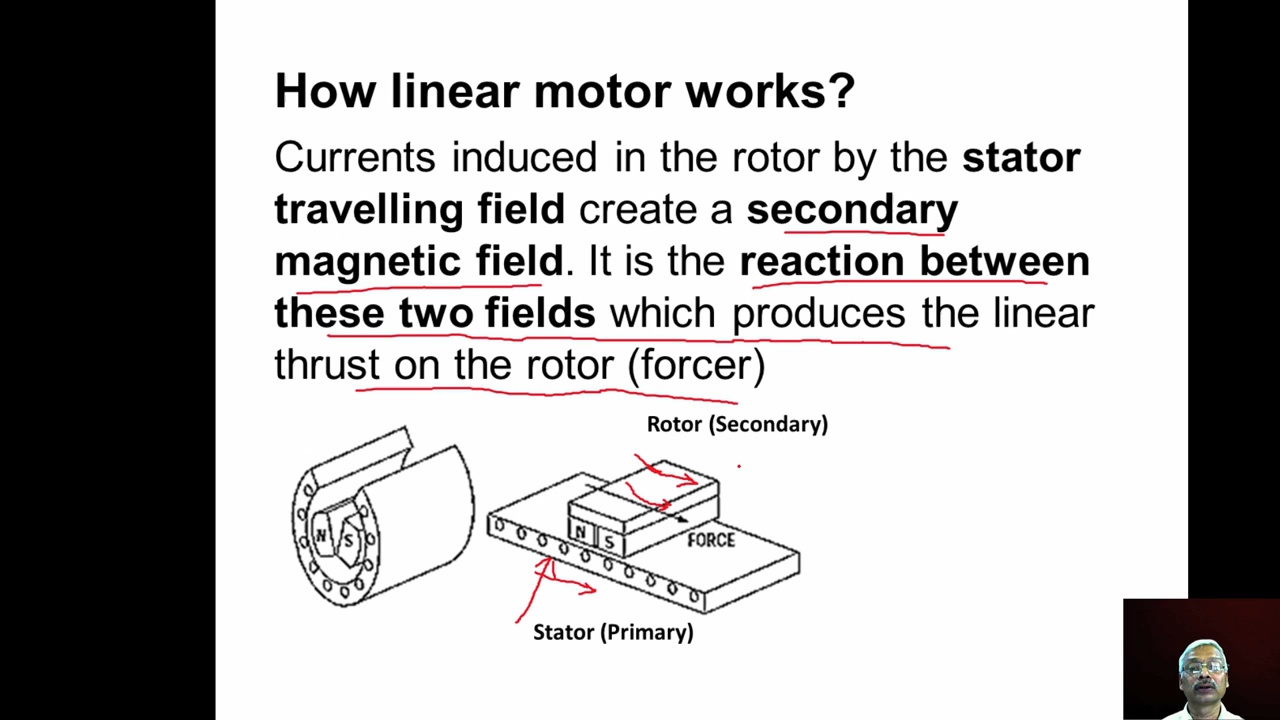 How linear motor works?
Currents induced in the rotor by the stator
travelling field create a secondary
magnetic field. It is the reaction between
these two fields which produces the linear
thrust on the rotor (forcer)
Rotor (Secondary)
N S
N S
FORCE
Stator (Primary)